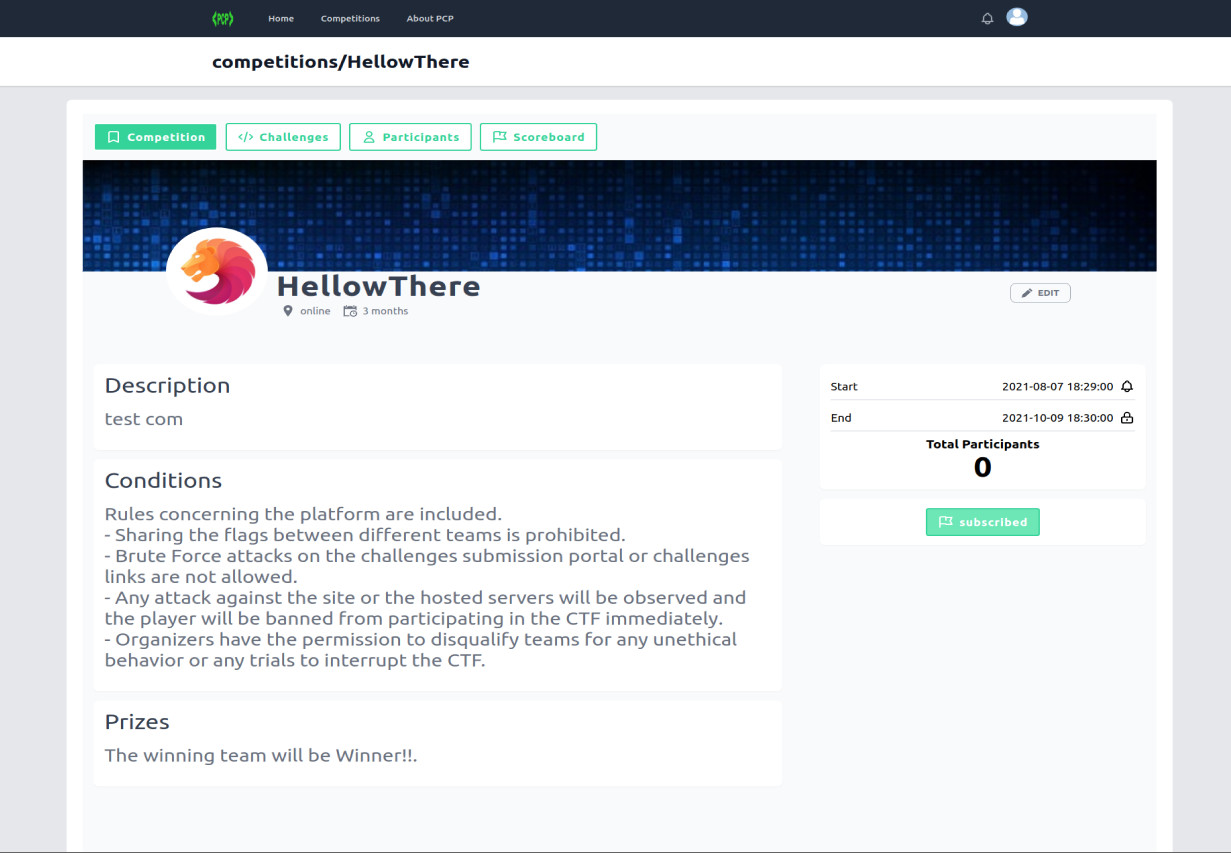 PCP Home Competitions About PCP
competitions/HellowThere
Competition </> Challenges Participants Scoreboard
HellowThere
EDIT
online 3 months
Description
test com
Start 2021-08-07 18:29:00
End 2021-10-09 18:30:00
Total Participants
0
subscribed
Conditions
Rules concerning the platform are included.
- Sharing the flags between different teams is prohibited.
- Brute Force attacks on the challenges submission portal or challenges
links are not allowed.
- Any attack against the site or the hosted servers will be observed and
the player will be banned from participating in the CTF immediately.
- Organizers have the permission to disqualify teams for any unethical
behavior or any trials to interrupt the CTF.
Prizes
The winning team will be Winner!!.